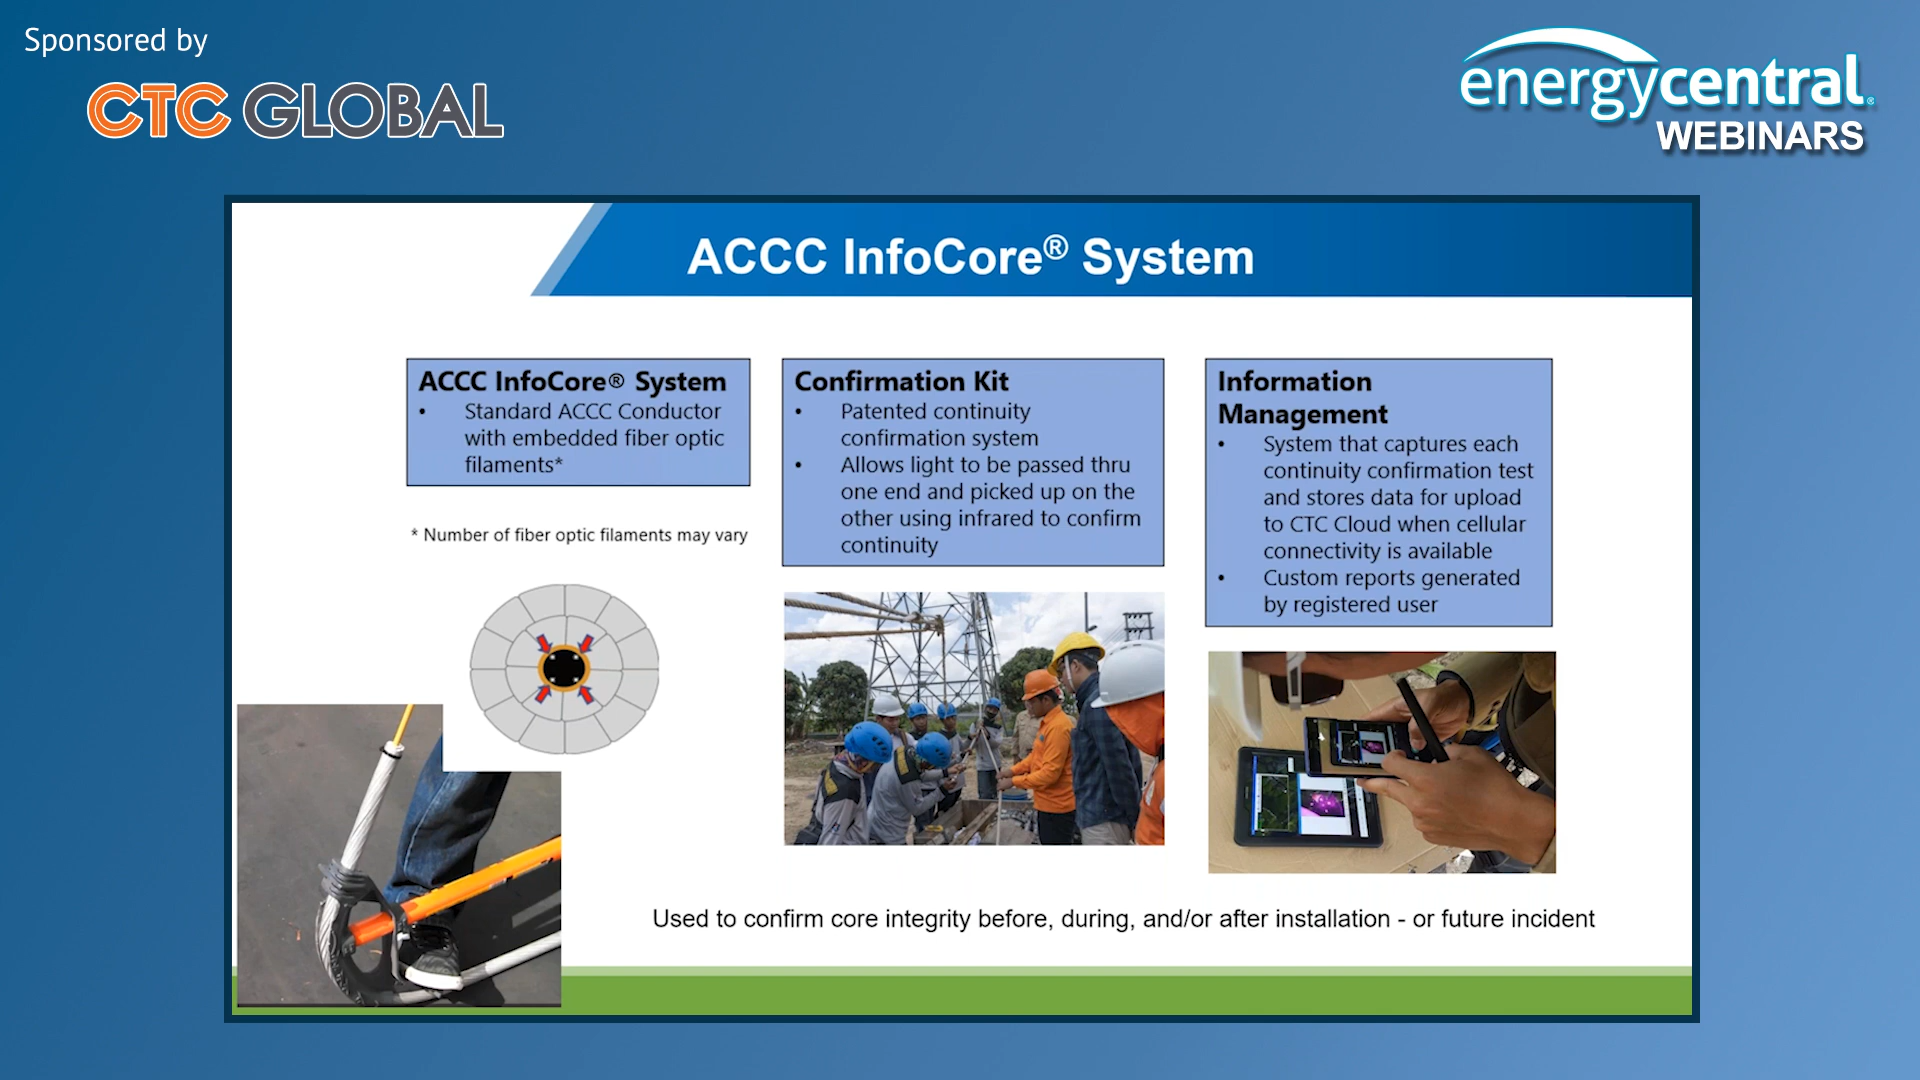 Sponsored by
CTC GLOBAL
energycentral®
WEBINARS
ACCC InfoCore® System
ACCC InfoCore® System
• Standard ACCC Conductor
with embedded fiber optic
filaments*
* Number of fiber optic filaments may vary
Confirmation Kit
• Patented continuity
confirmation system
• Allows light to be passed thru
one end and picked up on the
other using infrared to confirm
continuity
Information
Management
• System that captures each
continuity confirmation test
and stores data for upload
to CTC Cloud when cellular
connectivity is available
• Custom reports generated
by registered user
Used to confirm core integrity before, during, and/or after installation - or future incident